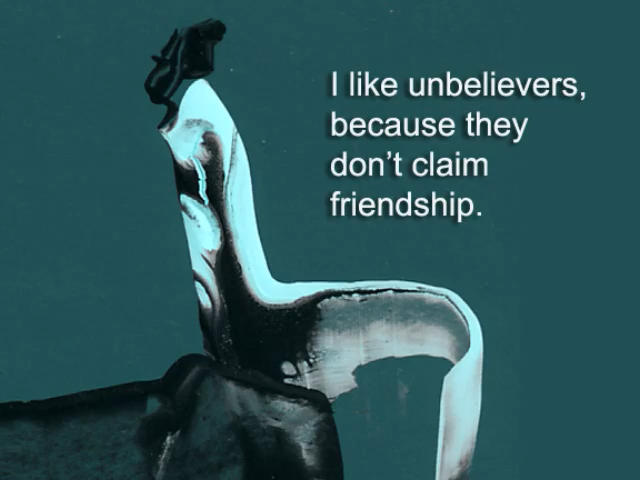 I like unbelievers,
because they
don’t claim
friendship.